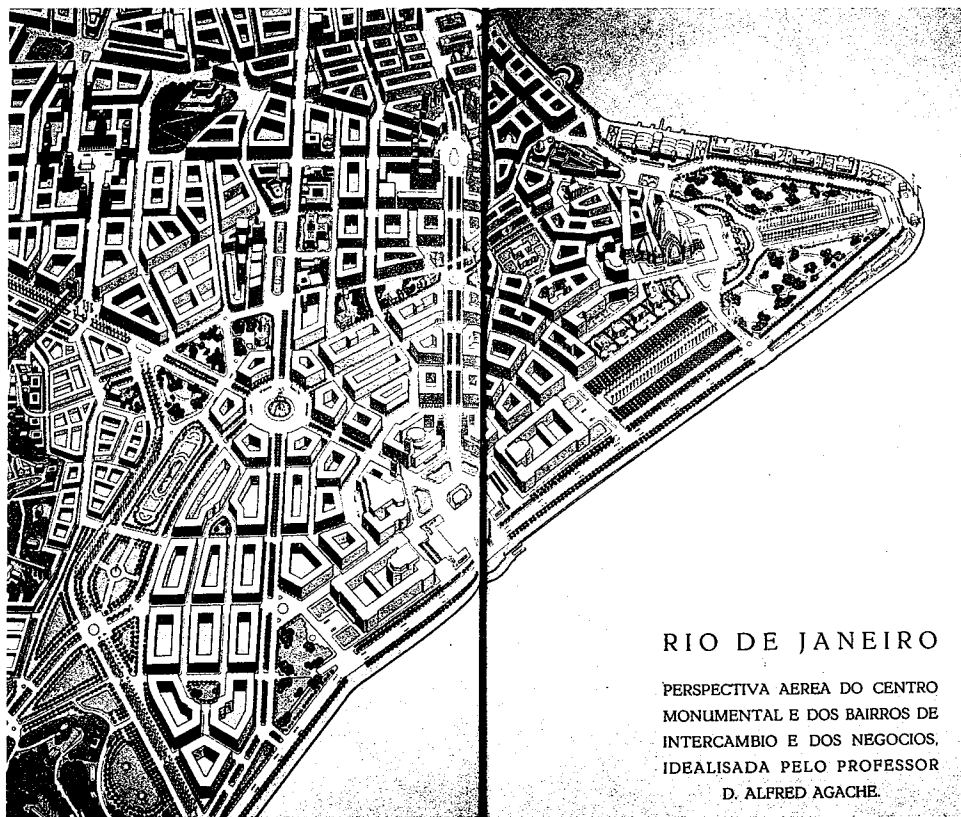 RIO DE JANEIRO
PERSPECTIVA AEREA DO CENTRO
MONUMENTAL E DOS BAIRROS DE
INTERCAMBIO E DOS NEGOCIOS,
IDEALISADA PELO PROFESSOR
D. ALFRED AGACHE.